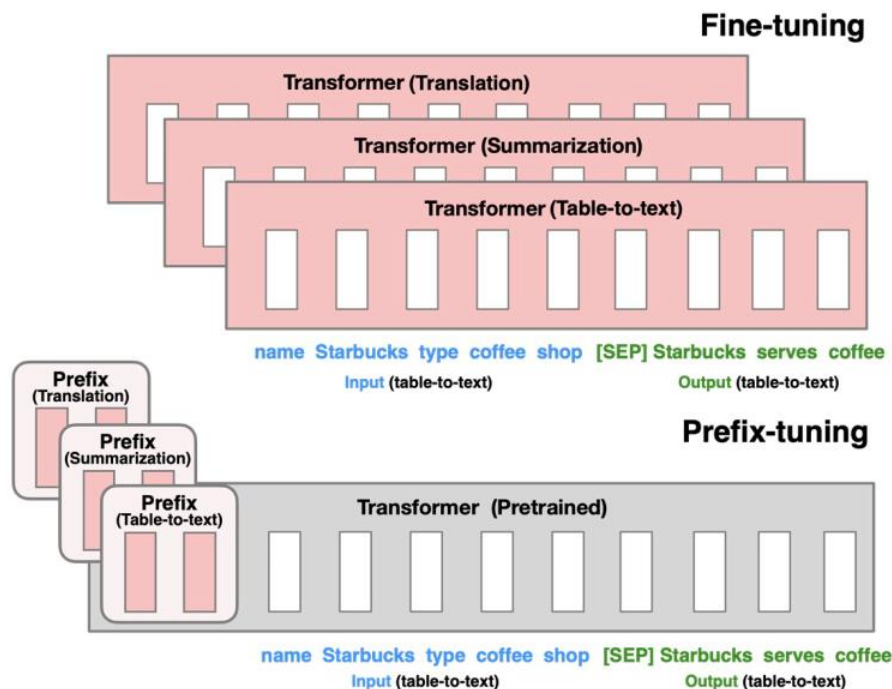 Fine-tuning
Transformer (Translation)
Transformer (Summarization)
Transformer (Table-to-text)
name Starbucks type coffee shop [SEP] Starbucks serves coffee
Input (table-to-text) Output (table-to-text)
Prefix-tuning
Prefix
(Translation)
Prefix
(Summarization)
Prefix
(Table-to-text)
Transformer (Pretrained)
name Starbucks type coffee shop [SEP] Starbucks serves coffee
Input (table-to-text) Output (table-to-text)